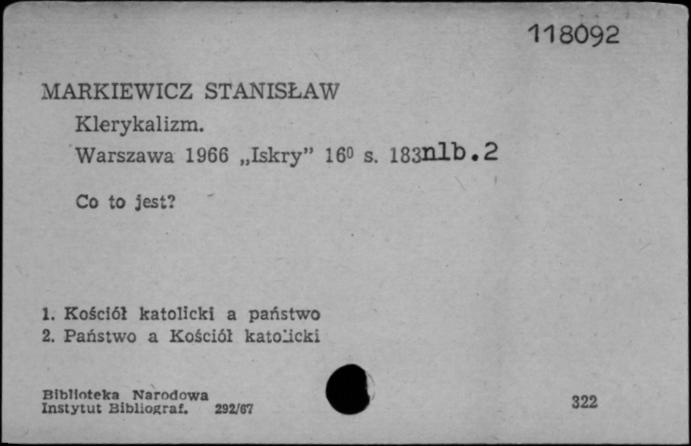 118092
MARKIEWICZ STANISŁAW
Klerykalizm.
Warszawa 1966 „Iskry” 16⁰ s. 183nlb.2
Co to jest?
1. Kościół katolicki a państwo
2. Państwo a Kościół katolicki
Biblioteka Narodowa
Instytut Bibliograf. 292/67
322